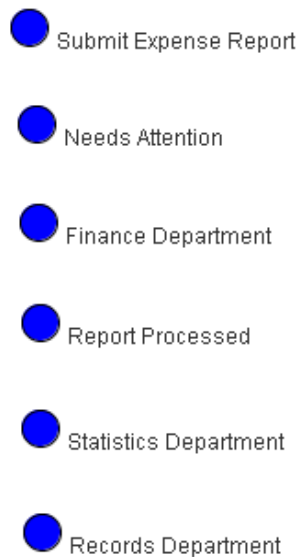 Submit Expense Report
Needs Attention
Finance Department
Report Processed
Statistics Department
Records Department